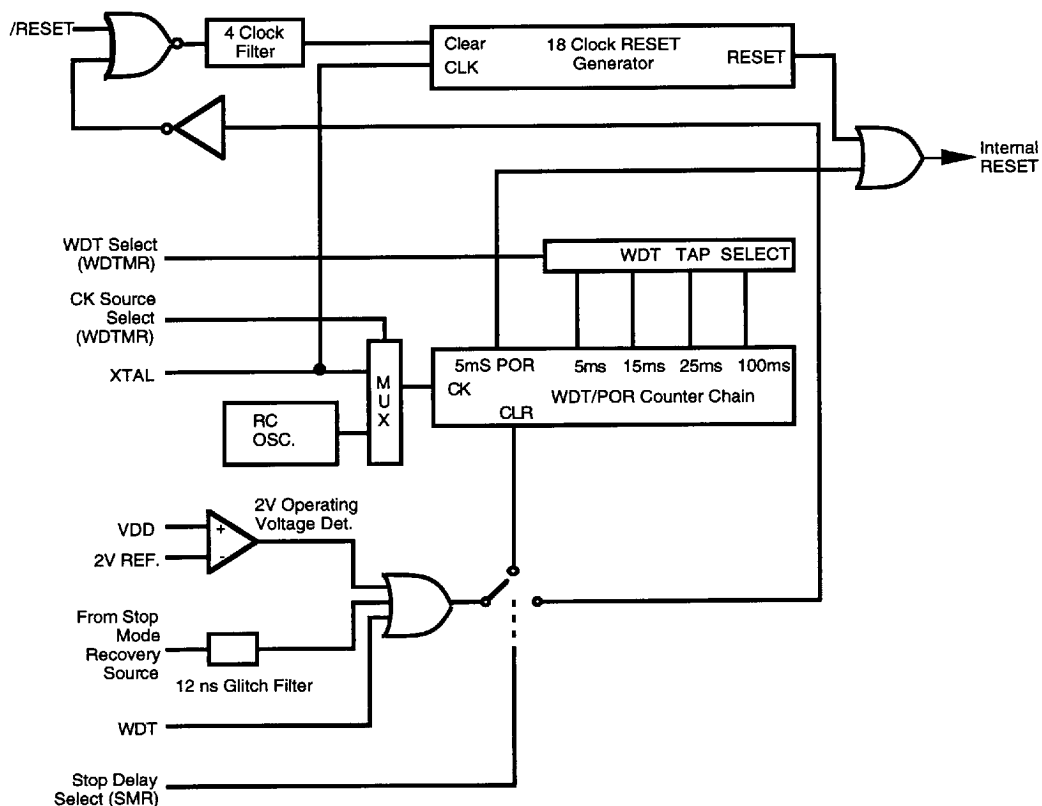 /RESET
4 Clock
Filter
Clear
CLK
18 Clock RESET
Generator
RESET
Internal
RESET
WDT Select
(WDTMR)
WDT TAP SELECT
CK Source
Select
(WDTMR)
XTAL
MUX
5mS POR
5ms
15ms
25ms
100ms
CK
WDT/POR Counter Chain
CLR
RC
OSC.
2V Operating
Voltage Det.
VDD
+
2V REF.
-
From Stop
Mode
Recovery
Source
12 ns Glitch Filter
WDT
Stop Delay
Select (SMR)